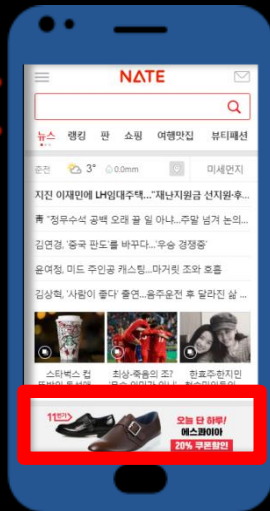 NATE
뉴스 랭킹 판 쇼핑 여행맛집 뷰티패션
춘천 3° 0.0mm 미세먼지
지진 이재민에 LH임대주택..."재난지원금 선지원·후...
靑 "정무수석 공백 오래 끌 일 아냐...주말 넘겨 논의...
김연경, '중국 판도'를 바꾸다...'우승 경쟁중'
윤여정, 미드 주인공 캐스팅...마거릿 조와 호흡
김상혁, '사람이 좋다' 출연...음주운전 후 달라진 삶 ...
스타벅스 컵 최상-죽음의 조? 한효주한지민
11번가
오늘 단 하루!
에스콰이아
20% 쿠폰할인